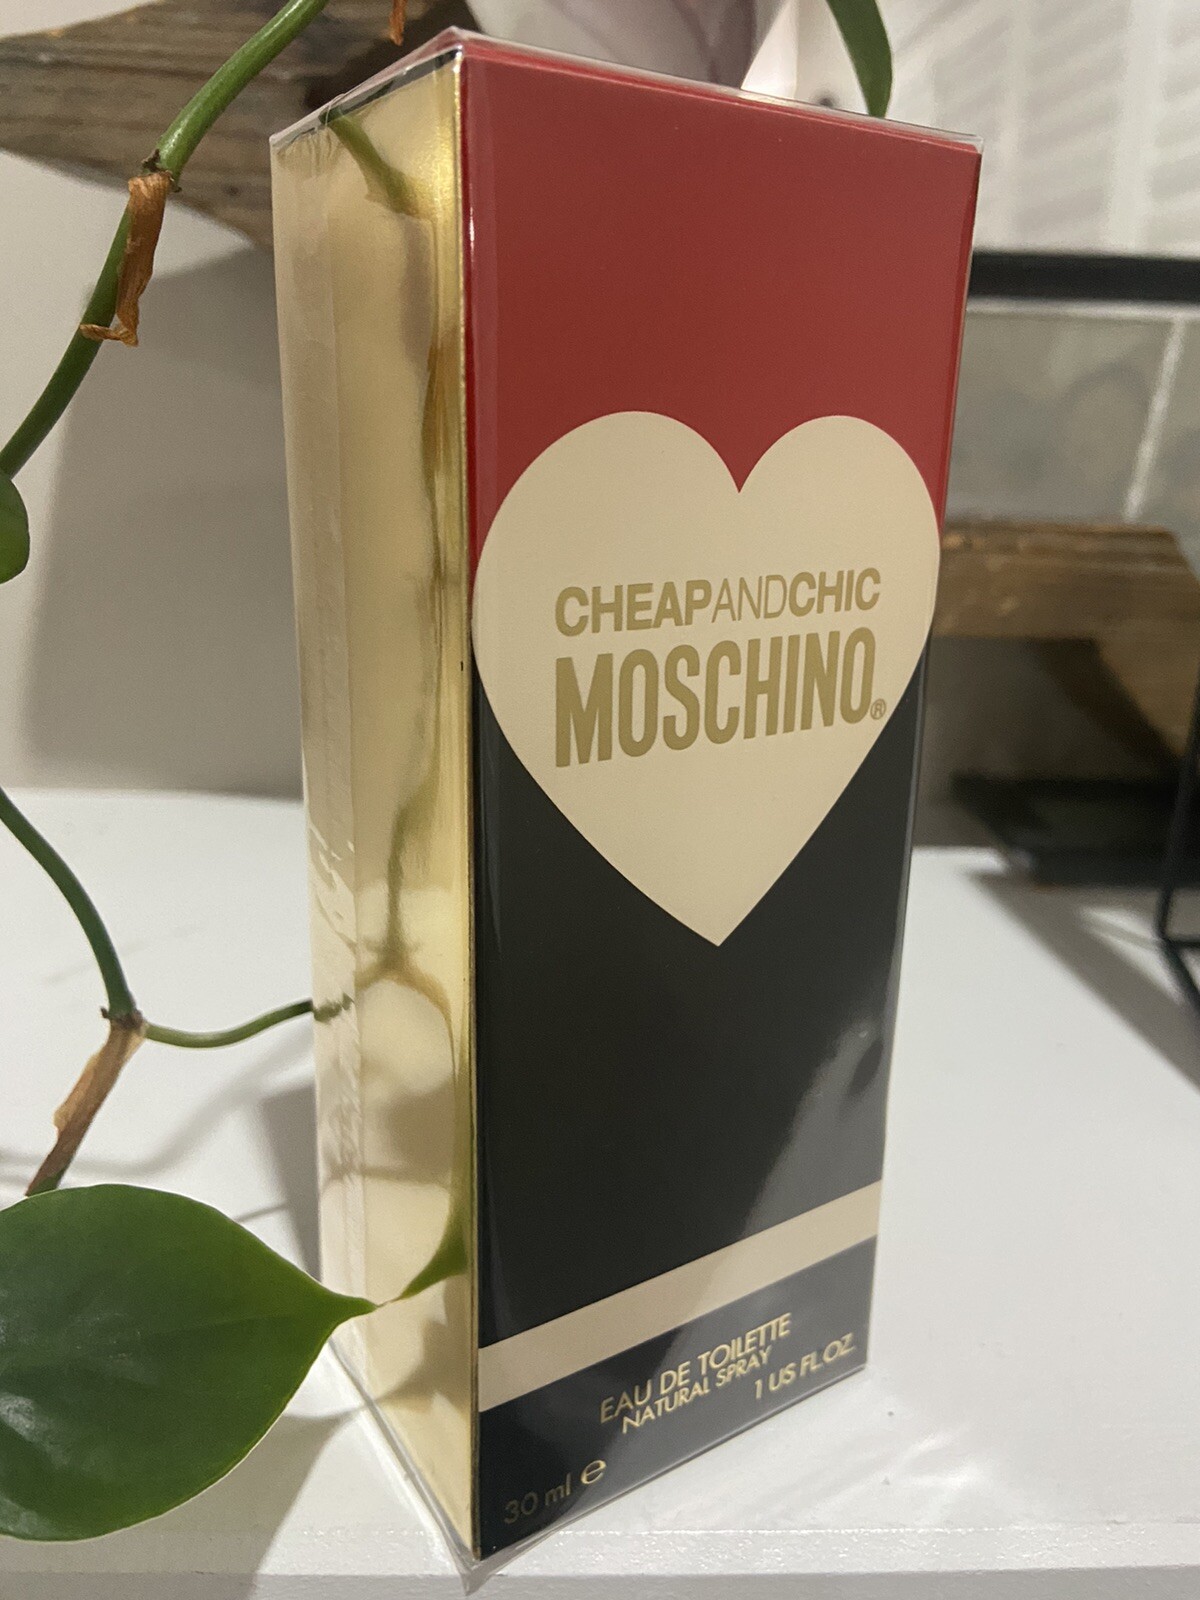 CHEAPANDCHIC
MOSCHINO®
EAU DE TOILETTE
NATURAL SPRAY
30 ml ℮ 1 US FL.OZ.